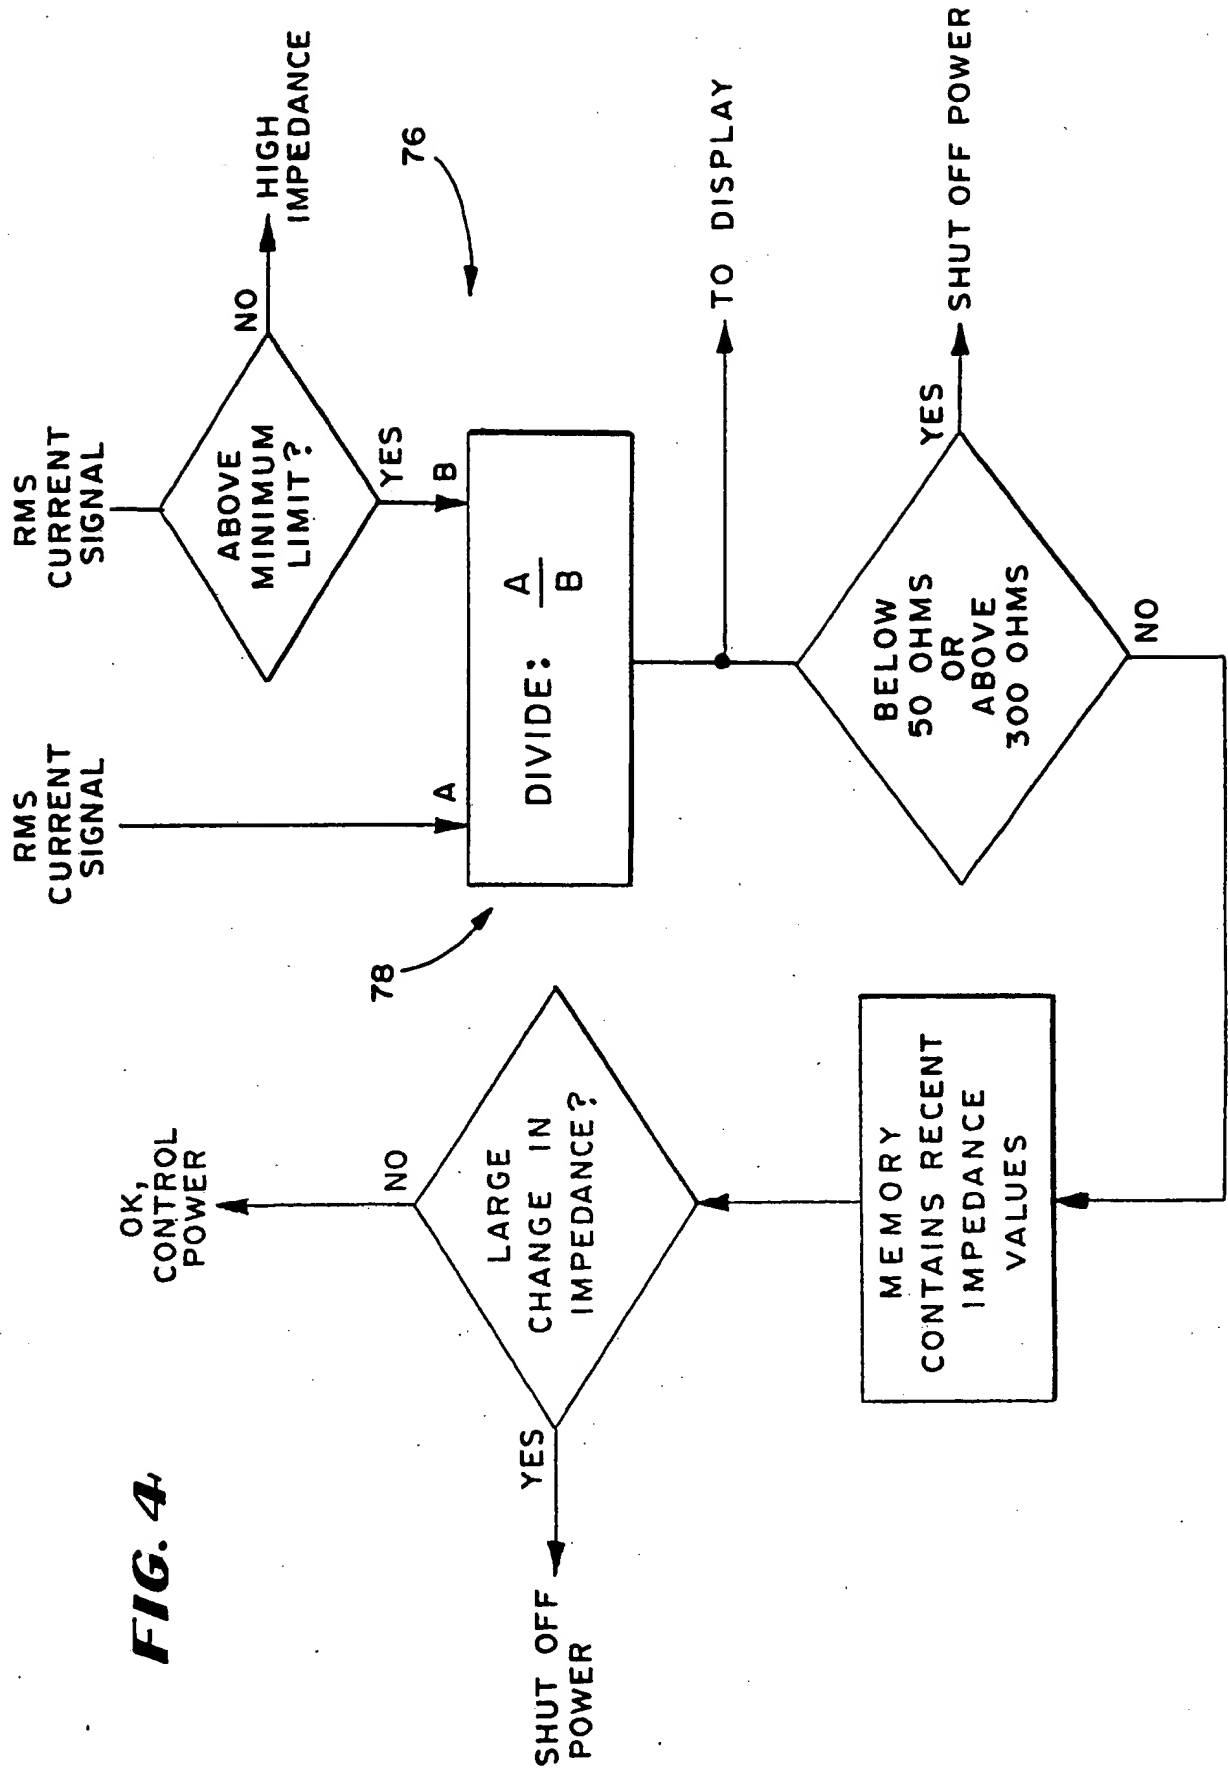 FIG. 4
RMS
CURRENT
SIGNAL
RMS
CURRENT
SIGNAL
ABOVE
MINIMUM
LIMIT?
NO
HIGH
IMPEDANCE
YES
A
B
76
78
DIVIDE: A
B
TO DISPLAY
BELOW
50 OHMS
OR
ABOVE
300 OHMS
YES
SHUT OFF POWER
NO
MEMORY
CONTAINS RECENT
IMPEDANCE
VALUES
LARGE
CHANGE IN
IMPEDANCE?
NO
OK,
CONTROL
POWER
YES
SHUT OFF
POWER